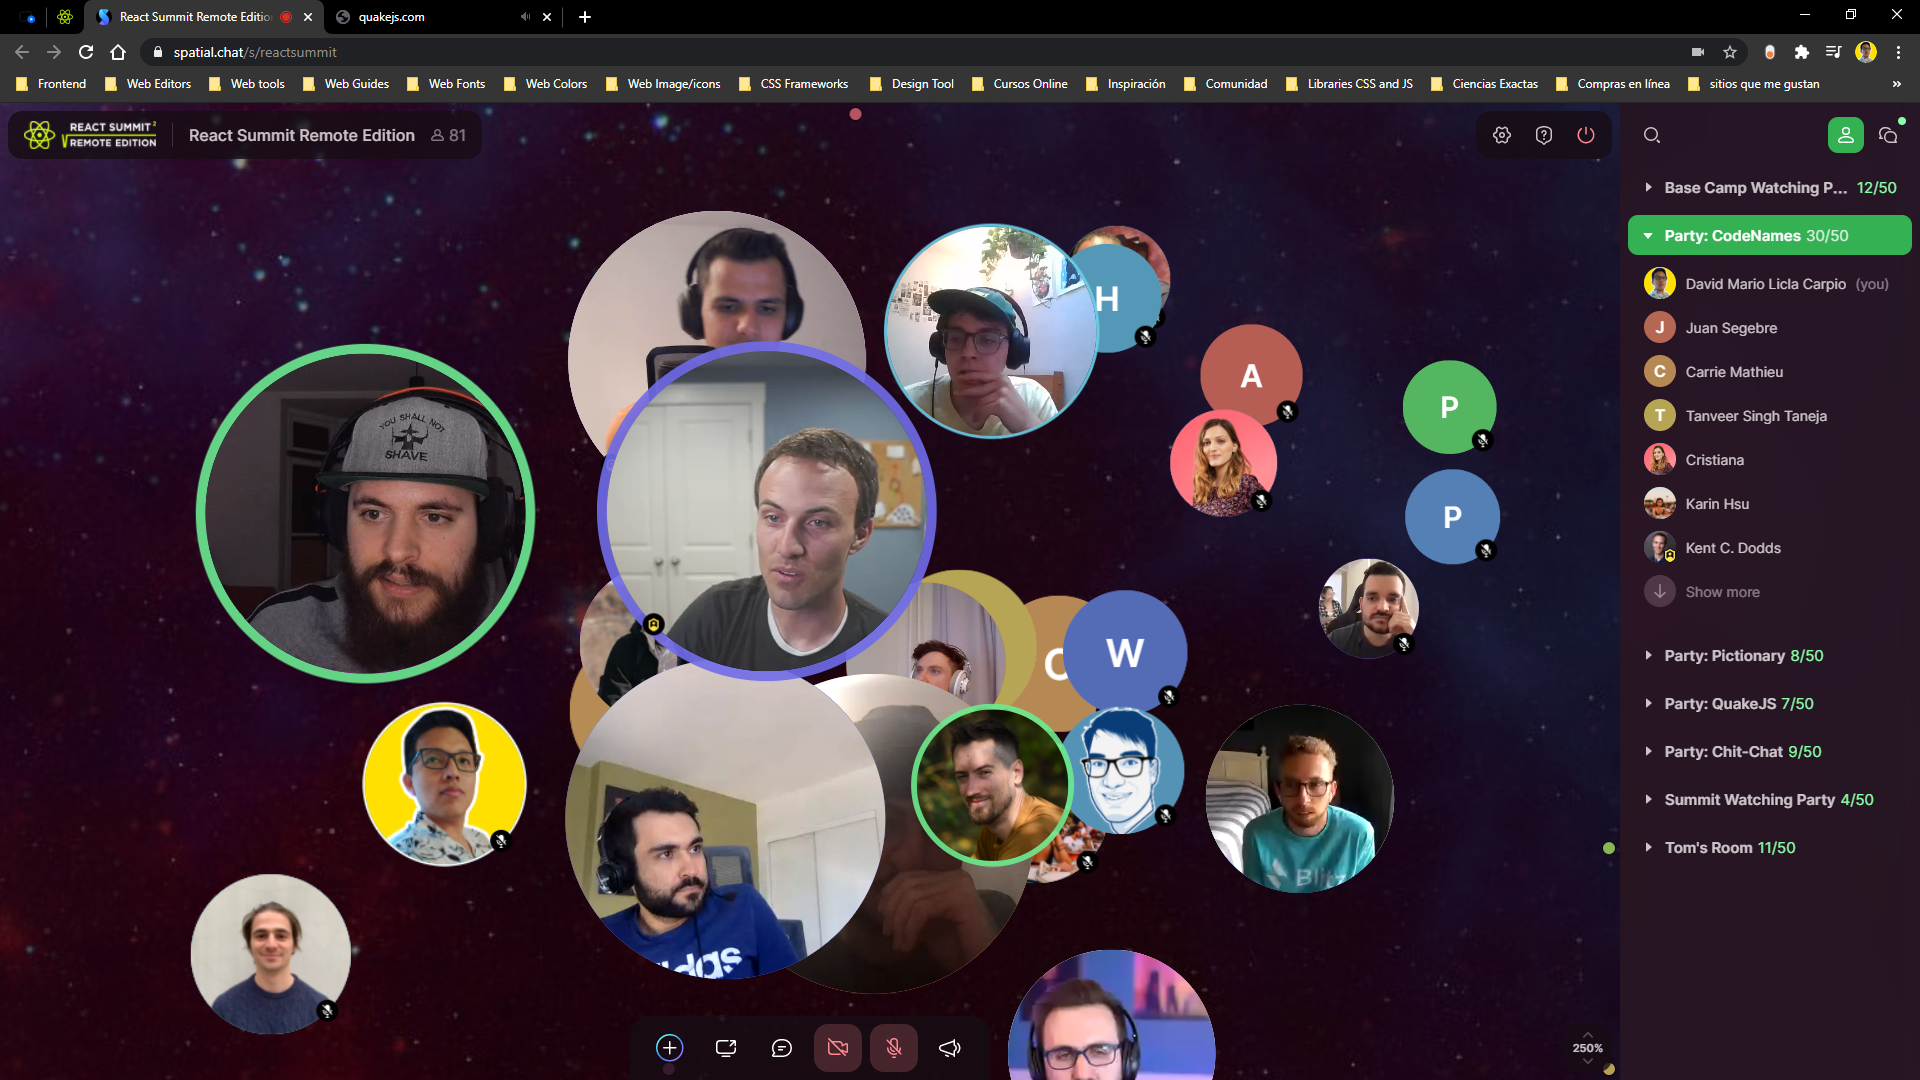 React Summit Remote Editio
quakejs.com
spatial.chat/s/reactsummit
Frontend
Web Editors
Web tools
Web Guides
Web Fonts
Web Colors
Web Image/icons
CSS Frameworks
Design Tool
Cursos Online
Inspiración
Comunidad
Libraries CSS and JS
Ciencias Exactas
Compras en línea
sitios que me gustan
»
REACT SUMMIT²
REMOTE EDITION
React Summit Remote Edition 81
Base Camp Watching P... 12/50
Party: CodeNames 30/50
David Mario Licla Carpio (you)
J Juan Segebre
C Carrie Mathieu
T Tanveer Singh Taneja
Cristiana
Karin Hsu
Kent C. Dodds
Show more
Party: Pictionary 8/50
Party: QuakeJS 7/50
Party: Chit-Chat 9/50
Summit Watching Party 4/50
Tom's Room 11/50
H
A
P
P
YOU SHALL NOT
SHAVE
C
W
Blit
didas
250%